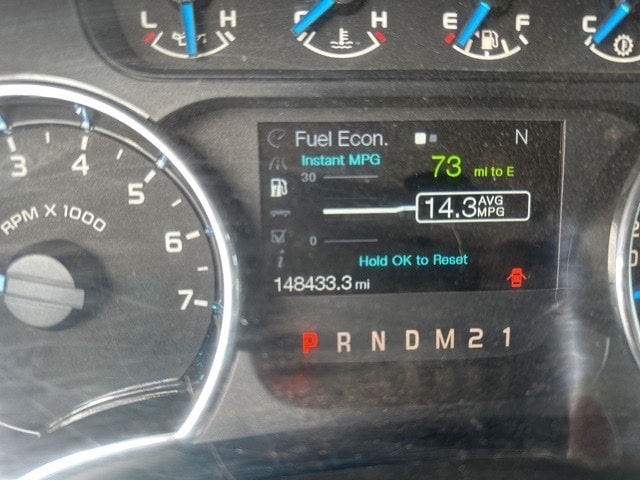 L H C H E F C
Fuel Econ. N
Instant MPG 73 mi to E
30
14.3 AVG MPG
0
Hold OK to Reset
148433.3 mi
3 4 5 6 7
RPM X 1000
P R N D M 2 1